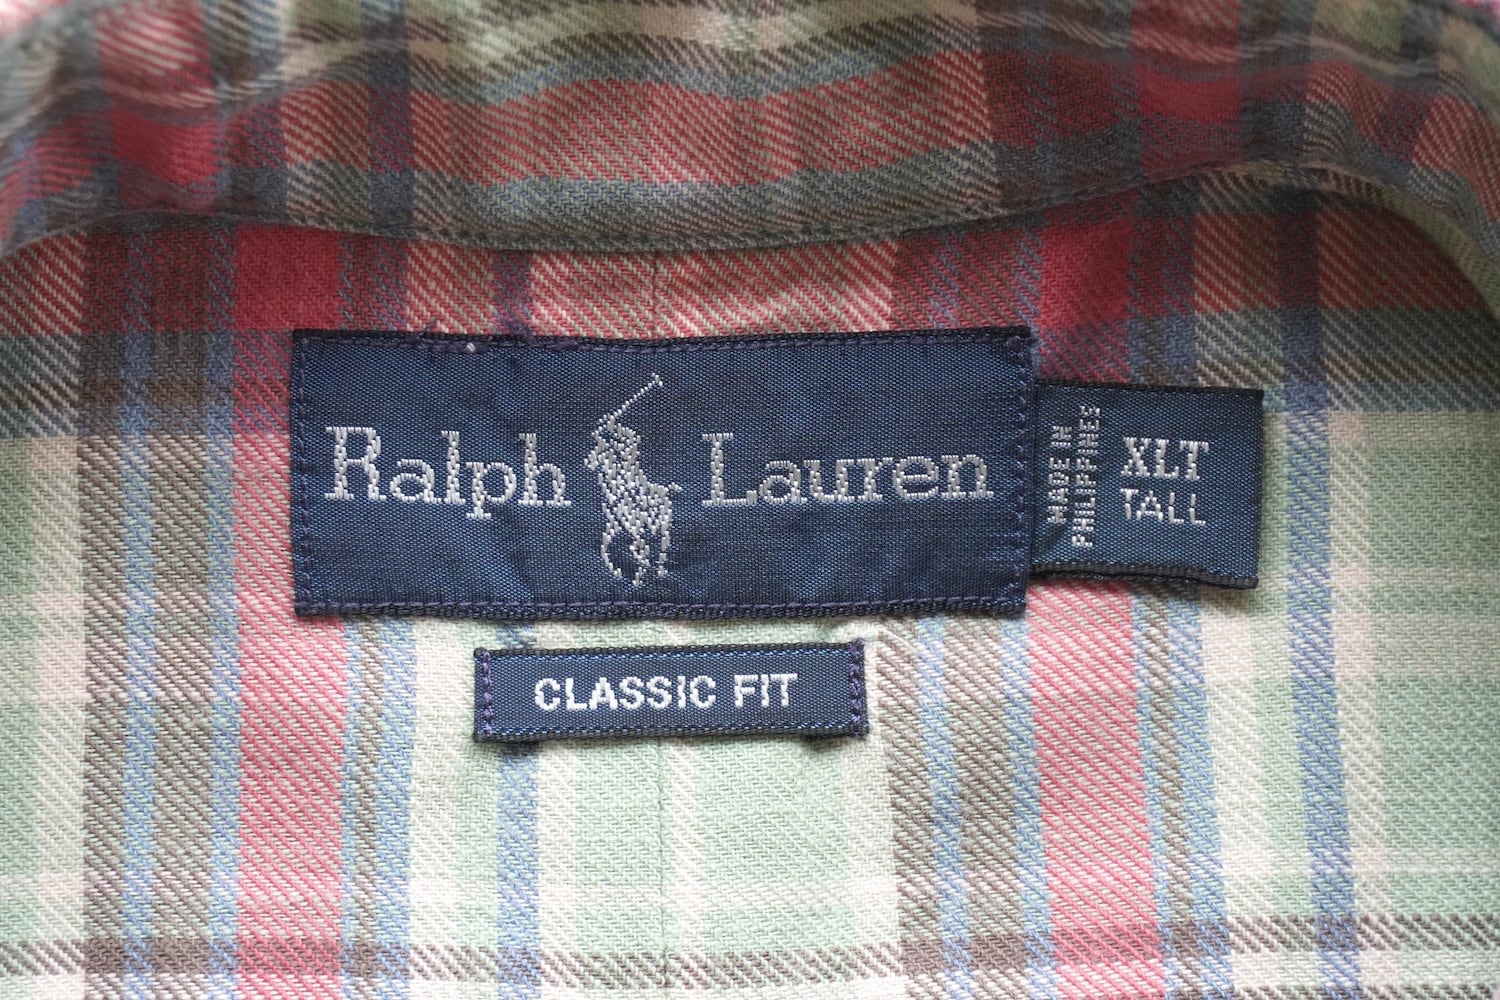 Ralph Lauren
MADE IN
PHILIPPINES
XLT
TALL
CLASSIC FIT